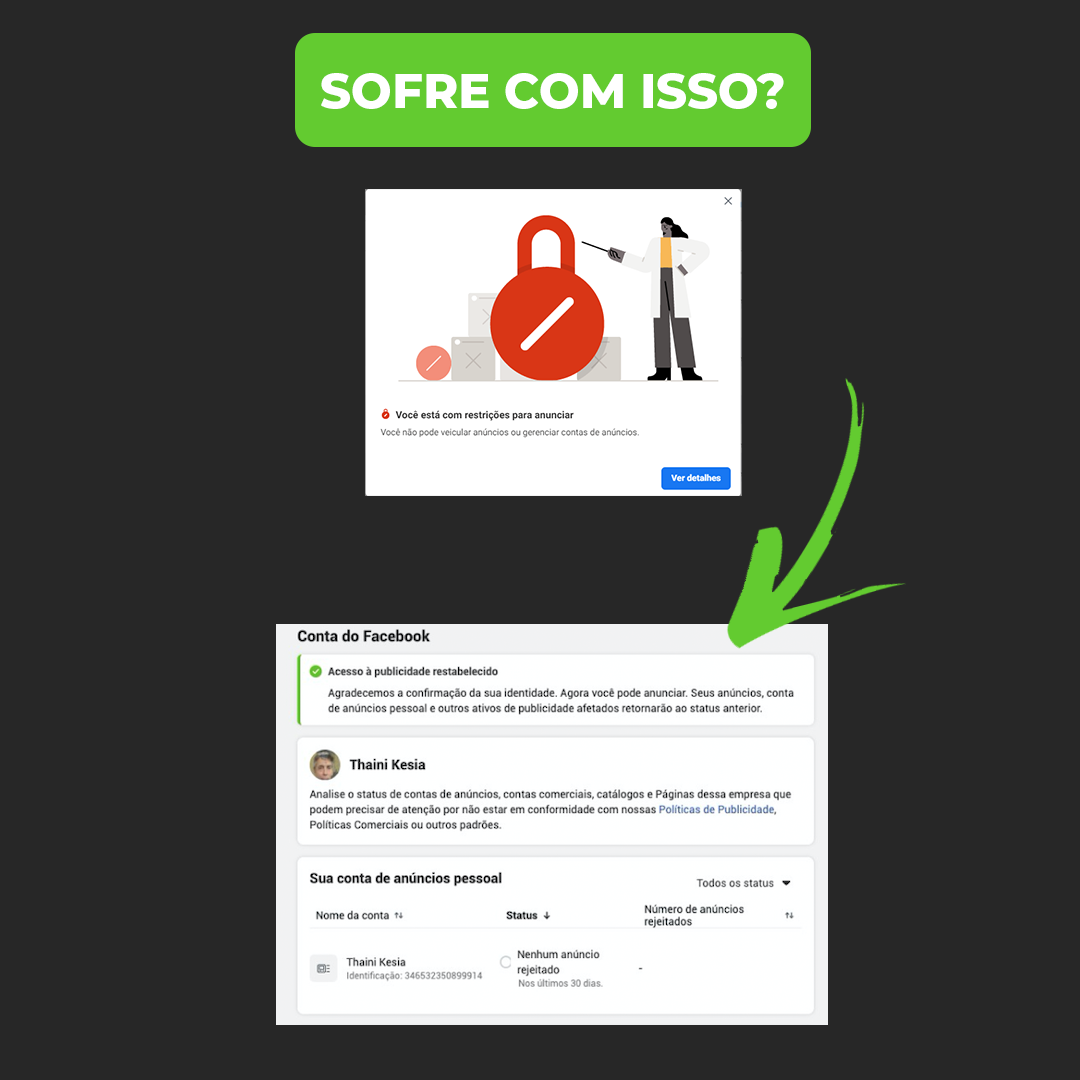 SOFRE COM ISSO?
Você está com restrições para anunciar
Você não pode veicular anúncios ou gerenciar contas de anúncios.
Ver detalhes
Conta do Facebook
Acesso à publicidade restabelecido
Agradecemos a confirmação da sua identidade. Agora você pode anunciar. Seus anúncios, conta
de anúncios pessoal e outros ativos de publicidade afetados retornarão ao status anterior.
Thaini Kesia
Analise o status de contas de anúncios, contas comerciais, catálogos e Páginas dessa empresa que
podem precisar de atenção por não estar em conformidade com nossas Políticas de Publicidade,
Políticas Comerciais ou outros padrões.
Sua conta de anúncios pessoal
Todos os status
Nome da conta
Status
Número de anúncios
rejeitados
Thaini Kesia
Identificação: 346532350899914
Nenhum anúncio
rejeitado
Nos últimos 30 dias.
-